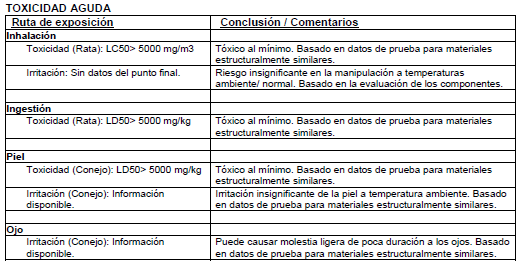 TOXICIDAD AGUDA
Ruta de exposición Conclusión / Comentarios
Inhalación
Toxicidad (Rata): LC50> 5000 mg/m3 Tóxico al mínimo. Basado en datos de prueba para materiales
estructuralmente similares.
Irritación: Sin datos del punto final. Riesgo insignificante en la manipulación a temperaturas
ambiente/ normal. Basado en la evaluación de los componentes.
Ingestión
Toxicidad (Rata): LD50> 5000 mg/kg Tóxico al mínimo. Basado en datos de prueba para materiales
estructuralmente similares.
Piel
Toxicidad (Conejo): LD50> 5000 mg/kg Tóxico al mínimo. Basado en datos de prueba para materiales
estructuralmente similares.
Irritación (Conejo): Información Irritación insignificante de la piel a temperatura ambiente. Basado
disponible. en datos de prueba para materiales estructuralmente similares.
Ojo
Irritación (Conejo): Información Puede causar molestia ligera de poca duración a los ojos. Basado
disponible. en datos de prueba para materiales estructuralmente similares.